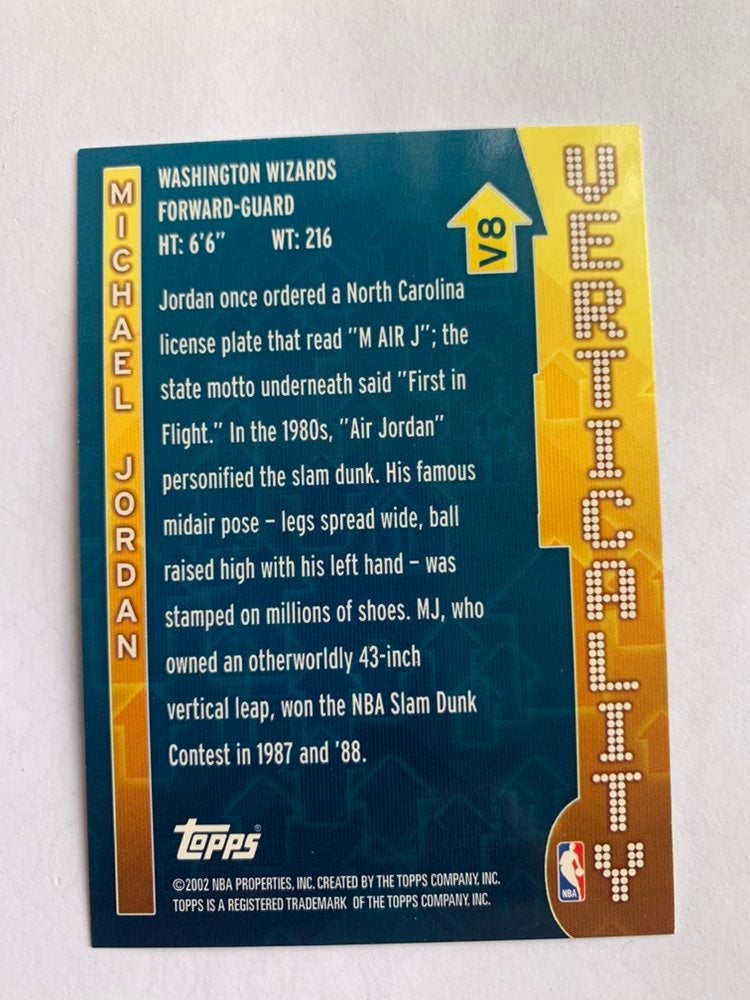 MICHAEL JORDAN
WASHINGTON WIZARDS
FORWARD-GUARD
HT: 6'6" WT: 216
V8
Jordan once ordered a North Carolina
license plate that read "M AIR J"; the
state motto underneath said "First in
Flight." In the 1980s, "Air Jordan"
personified the slam dunk. His famous
midair pose – legs spread wide, ball
raised high with his left hand – was
stamped on millions of shoes. MJ, who
owned an otherworldly 43-inch
vertical leap, won the NBA Slam Dunk
Contest in 1987 and '88.
VERTICALITY
TOPPS®
NBA
©2002 NBA PROPERTIES, INC. CREATED BY THE TOPPS COMPANY, INC.
TOPPS IS A REGISTERED TRADEMARK OF THE TOPPS COMPANY, INC.